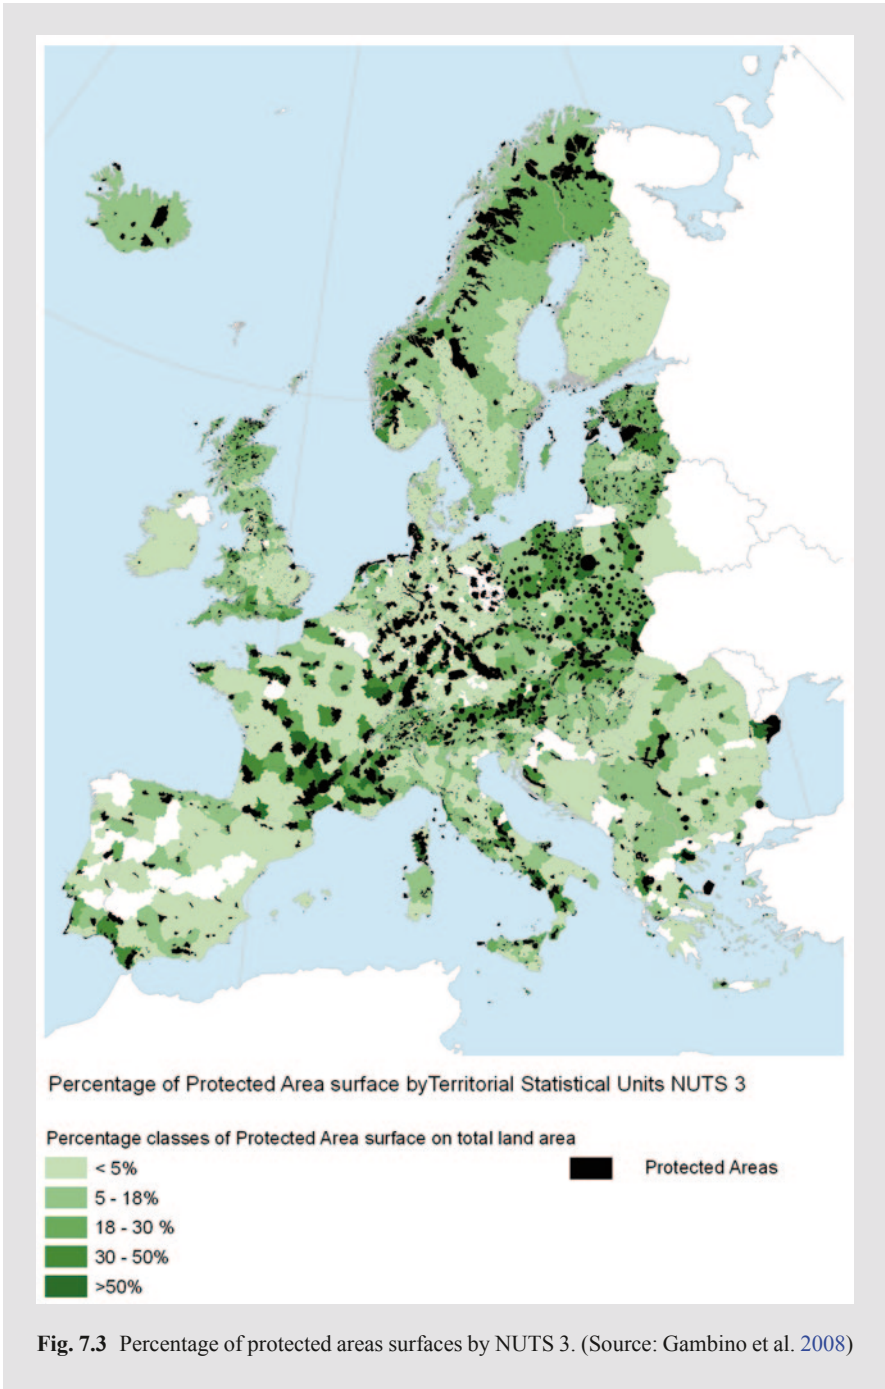 Percentage of Protected Area surface byTerritorial Statistical Units NUTS 3
Percentage classes of Protected Area surface on total land area
< 5%
Protected Areas
5 - 18%
18 - 30 %
30 - 50%
>50%
Fig. 7.3 Percentage of protected areas surfaces by NUTS 3. (Source: Gambino et al. 2008)